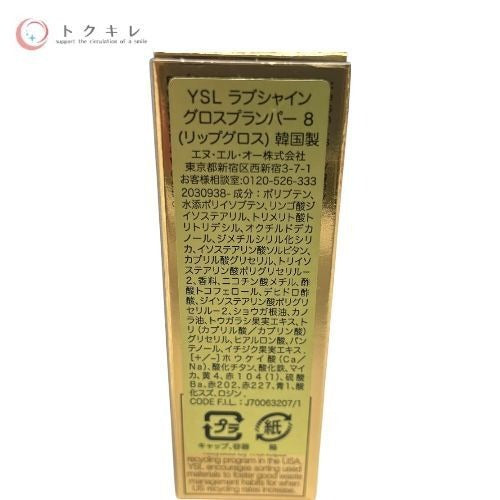 トクキレ
support the circulation of a smile
YSL ラブシャイン
グロスプランパー 8
(リップグロス) 韓国製
エヌ・エル・オー株式会社
東京都新宿区西新宿3-7-1
お客様相談室:0120-526-333
2030938- 成分：ポリブテン,
水添ポリイソブテン, リンゴ酸ジ
イソステアリル, トリメリト酸ト
リトリデシル, オクチルドデカ
ノール, ジメチルシリル化シリ
カ, イソステアリン酸ソルビタン,
カプリル酸グリセリル, トリイソ
ステアリン酸ポリグリセリル－
2, 香料, ニコチン酸メチル, 酢
酸トコフェロール, デヒドロ酢
酸, ジイソステアリン酸ポリグリ
セリル－2, ショウガ根油, カノ
ーラ油, トウガラシ果実エキス, ト
リ (カプリル酸／カプリン酸)
グリセリル, ヒアルロン酸, パン
テノール, イチジク果実エキス.
[+/−] ホウケイ酸 (Ca／
Na), 酸化チタン, 酸化鉄, マイ
カ, 黄4, 赤104(1), 硫酸
Ba, 赤202, 赤227, 青1, 酸
化スズ, ロジン.
CODE F.I.L.: J70063207/1
プラ 紙
キャップ、容器 箱
recycling program in the USA.
YSL encourages sorting used
materials to foster good waste
management habits for when
US recycling rates increase.